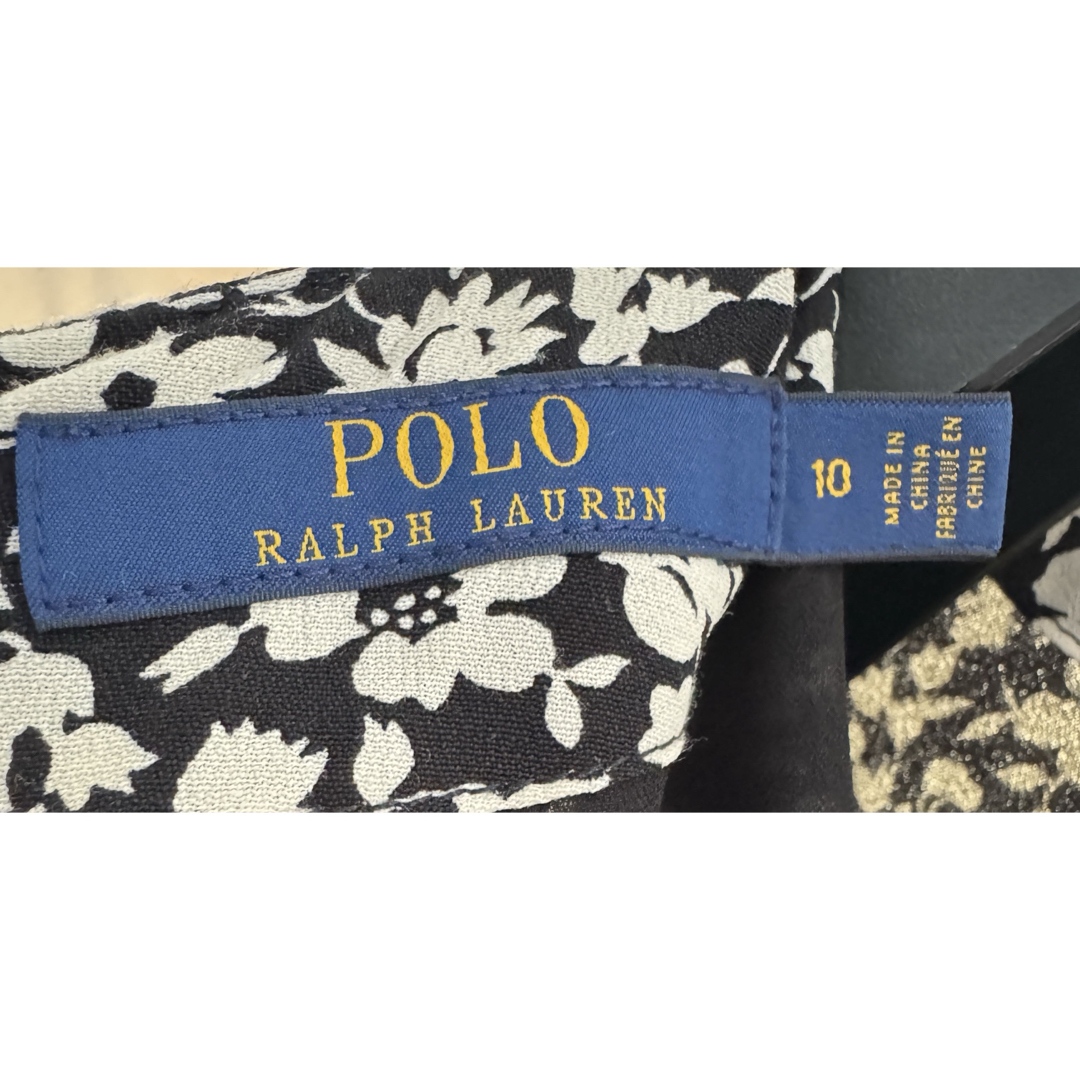 POLO
RALPH LAUREN
10
MADE IN
CHINA
FABRIQUÉ EN
CHINE